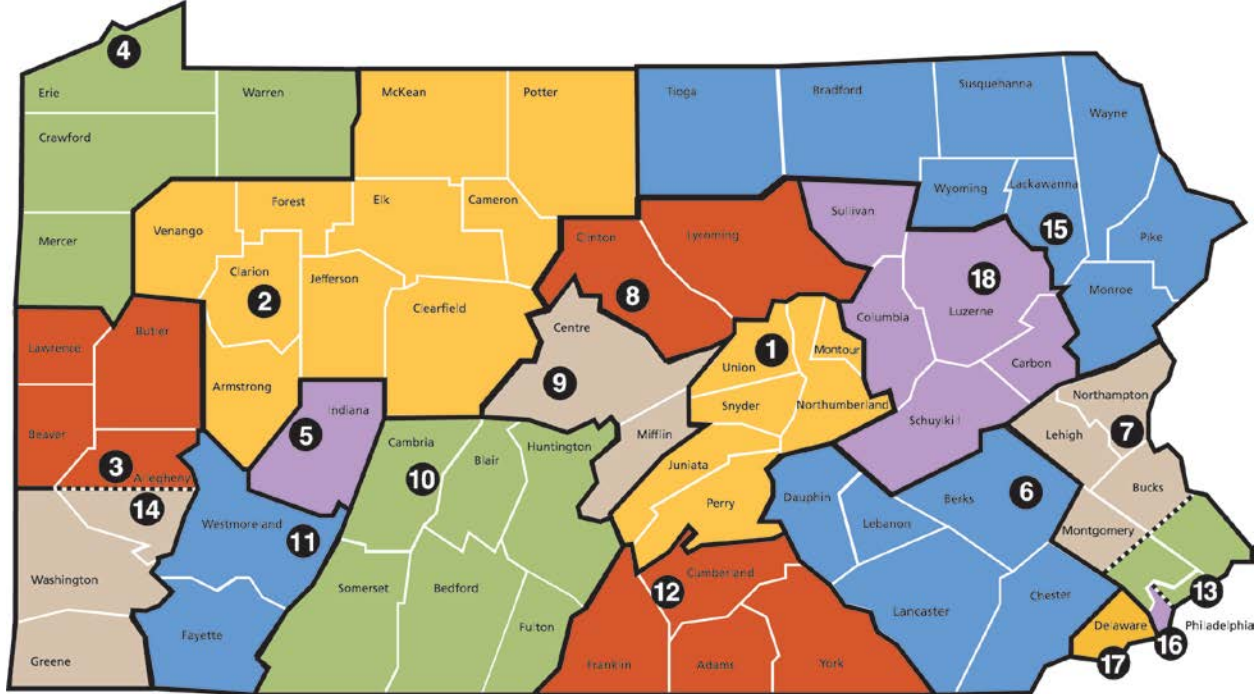 4
Erie
Warren
McKean
Potter
Tioga
Bradford
Susquehanna
Wayne
Crawford
Mercer
Venango
Forest
Elk
Cameron
Clinton
Lycoming
Sullivan
Wyoming
Lackawanna
15
Pike
Monroe
Clarion
2
Jefferson
Clearfield
8
Centre
9
Columbia
18
Luzerne
Carbon
Lawrence
Butler
Armstrong
Beaver
3
Allegheny
14
Indiana
5
1
Union
Montour
Snyder
Northumberland
Mifflin
Juniata
Perry
Schuylki l
Northampton
7
Lehigh
Bucks
Montgomery
Cambria
10
Blair
Huntington
Westmore and
11
Washington
Greene
Fayette
Somerset
Bedford
Fulton
Dauphin
Lebanon
Berks
6
Lancaster
Chester
12
Cumberland
Franklin
Adams
York
Delaware
17
16
13
Philadelphia